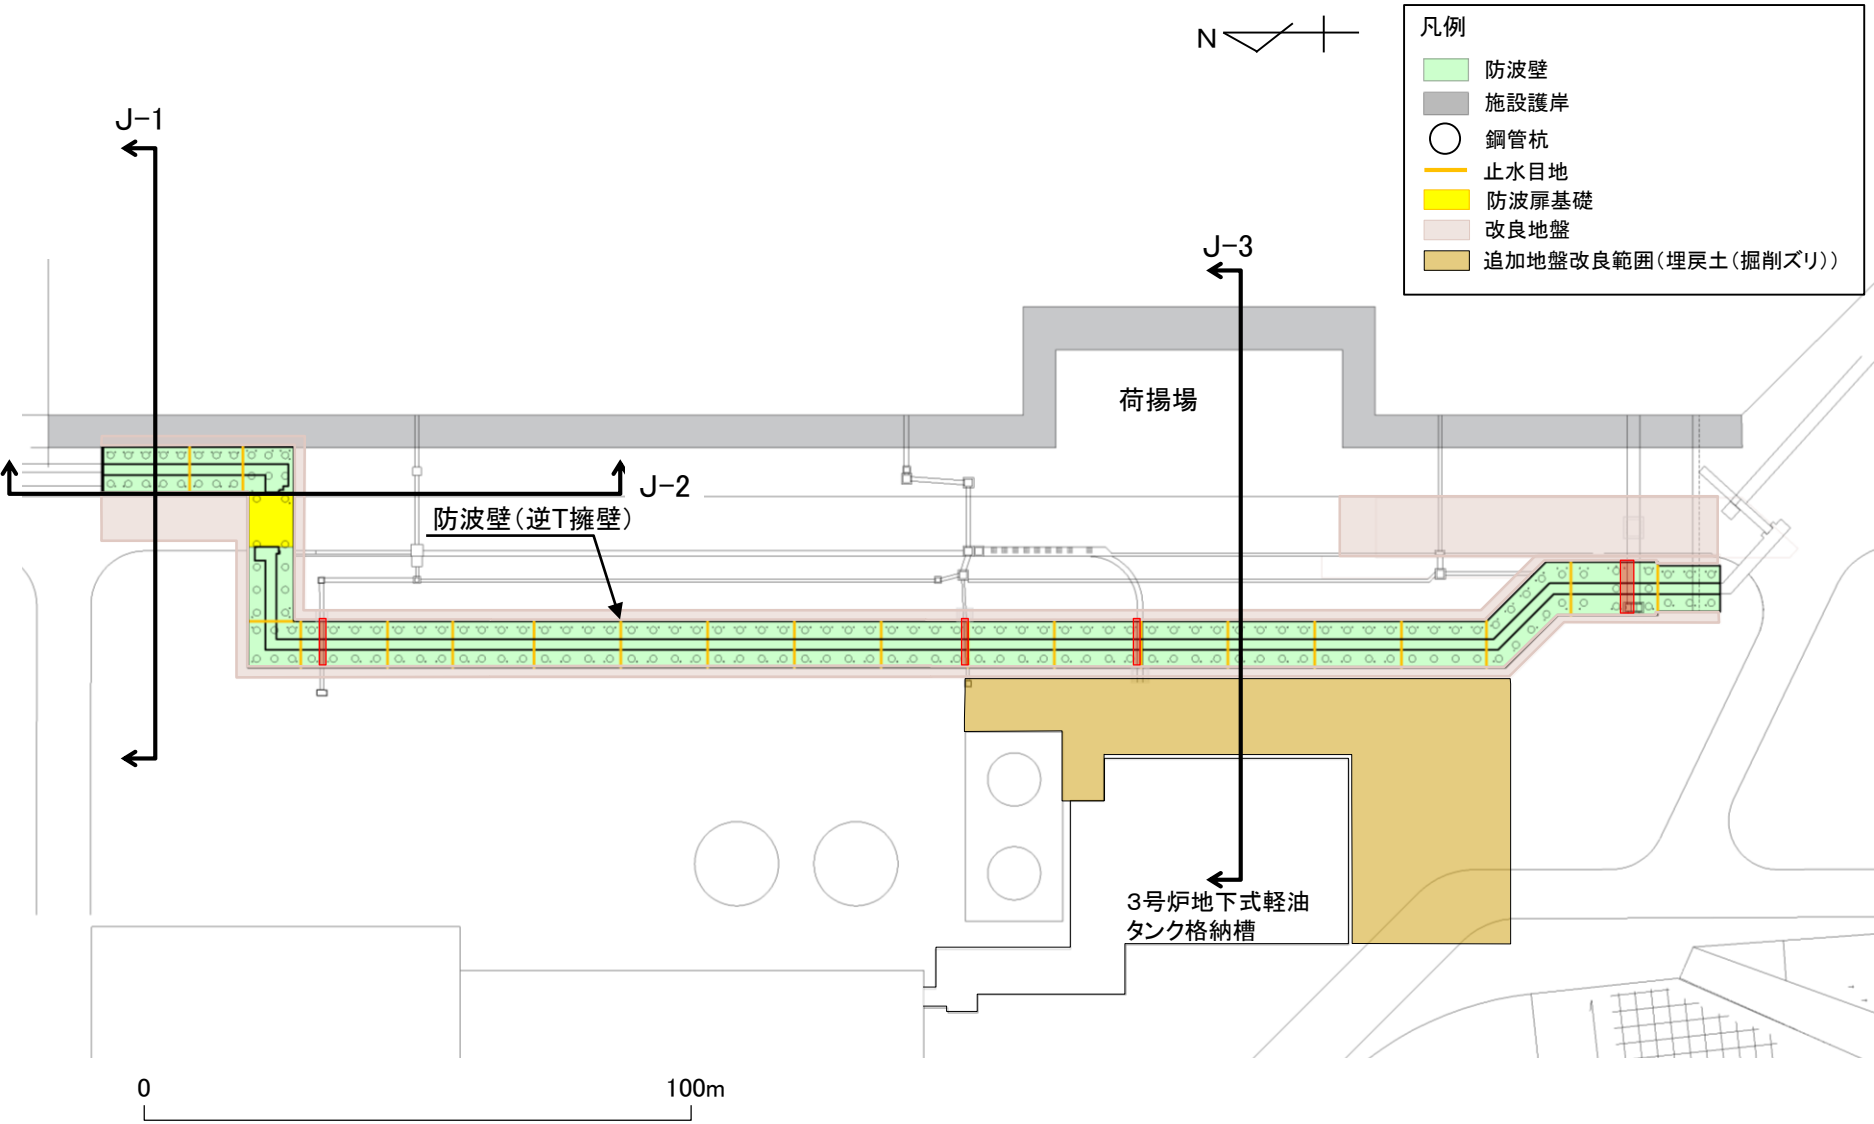 N
凡例
防波壁
施設護岸
鋼管杭
止水目地
防波扉基礎
改良地盤
追加地盤改良範囲(埋戻土(掘削ズリ))
J-1
J-3
荷揚場
J-2
防波壁(逆T擁壁)
3号炉地下式軽油
タンク格納槽
0
100m